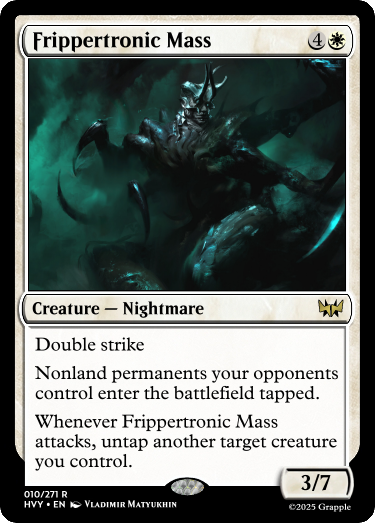 Frippertronic Mass 4
Creature — Nightmare
Double strike
Nonland permanents your opponents
control enter the battlefield tapped.
Whenever Frippertronic Mass
attacks, untap another target creature
you control.
3/7
010/271 R
HVY • EN Vladimir Matyukhin
©2025 Grapple